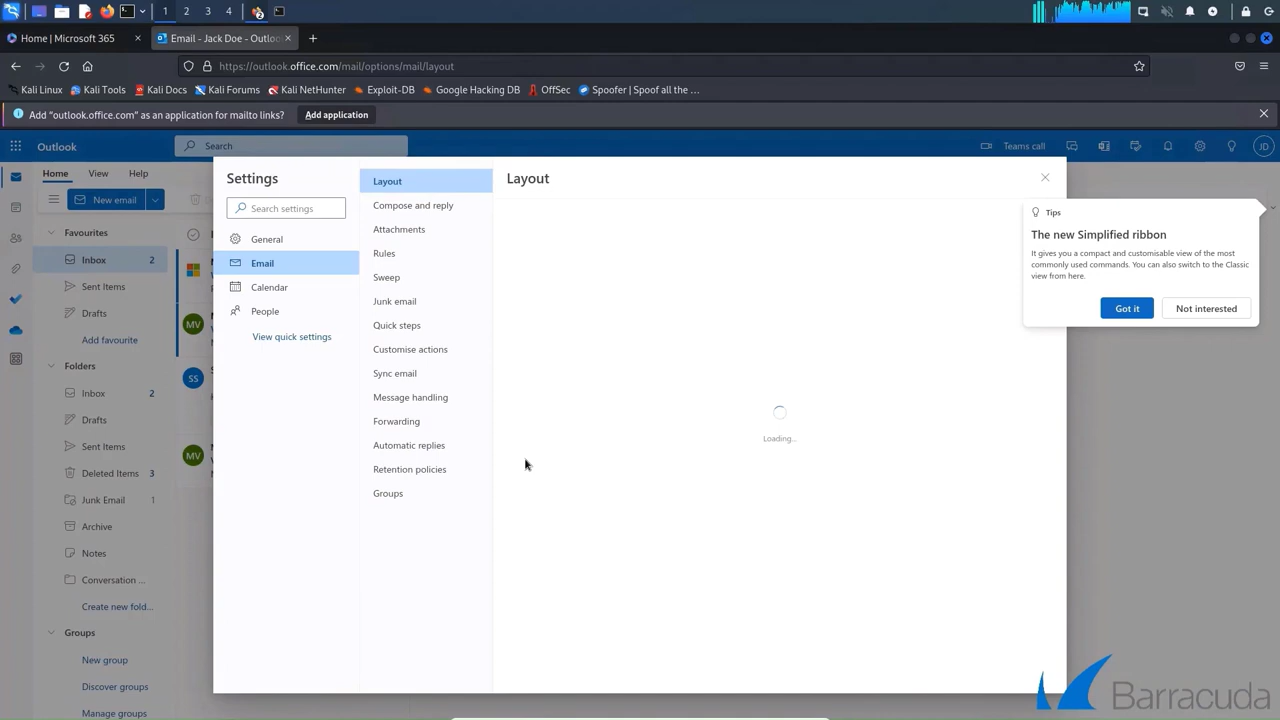 1
2
3
4
Home | Microsoft 365
Email - Jack Doe - Outloo
https://outlook.office.com/mail/options/mail/layout
Kali Linux
Kali Tools
Kali Docs
Kali Forums
Kali NetHunter
Exploit-DB
Google Hacking DB
OffSec
Spoofer | Spoof all the ...
Add "outlook.office.com" as an application for mailto links?
Add application
Outlook
Search
Teams call
JD
Home
View
Help
New email
Favourites
Inbox 2
Sent Items
Drafts
Add favourite
Folders
Inbox 2
Drafts
Sent Items
Deleted Items 3
Junk Email 1
Archive
Notes
Conversation ...
Create new fold...
Groups
New group
Discover groups
Manage groups
MV
SS
MV
Settings
Search settings
General
Email
Calendar
People
View quick settings
Layout
Compose and reply
Attachments
Rules
Sweep
Junk email
Quick steps
Customise actions
Sync email
Message handling
Forwarding
Automatic replies
Retention policies
Groups
Layout
Loading...
Tips
The new Simplified ribbon
It gives you a compact and customisable view of the most
commonly used commands. You can also switch to the Classic
view from here.
Got it
Not interested
Barracuda